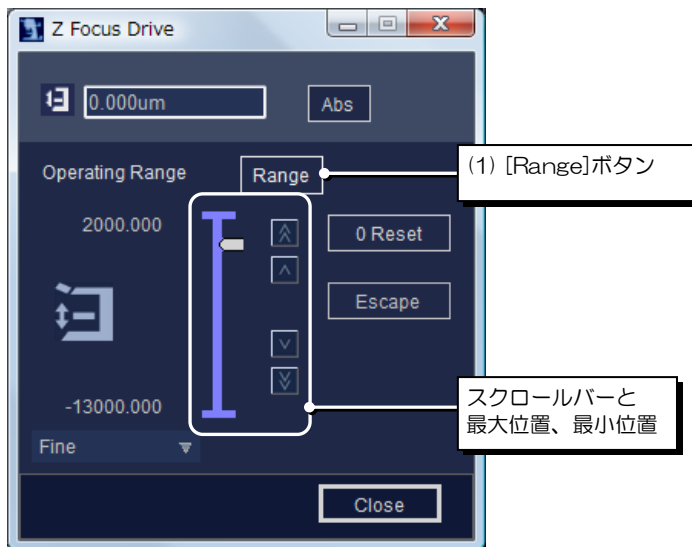 Z Focus Drive
0.000um
Abs
(1) [Range]ボタン
Operating Range
Range
2000.000
0 Reset
Escape
スクロールバーと
最大位置、最小位置
-13000.000
Fine
Close